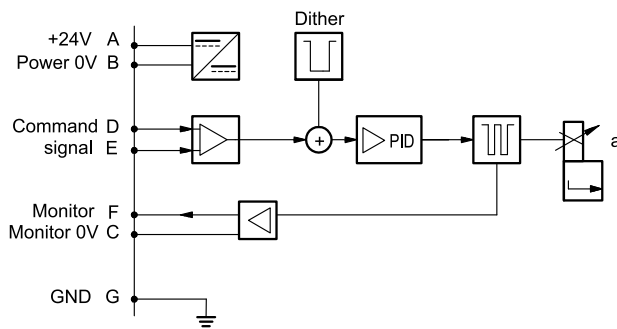 Dither
+24V A
Power 0V B
Command D
signal E
+
PID
a
Monitor F
Monitor 0V C
GND G